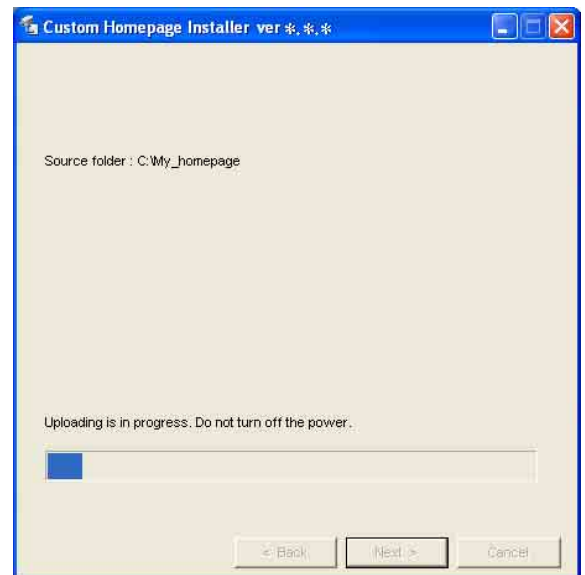 Custom Homepage Installer ver *.*.*
Source folder : C:\My_homepage
Uploading is in progress. Do not turn off the power.
< Back
Next >
Cancel